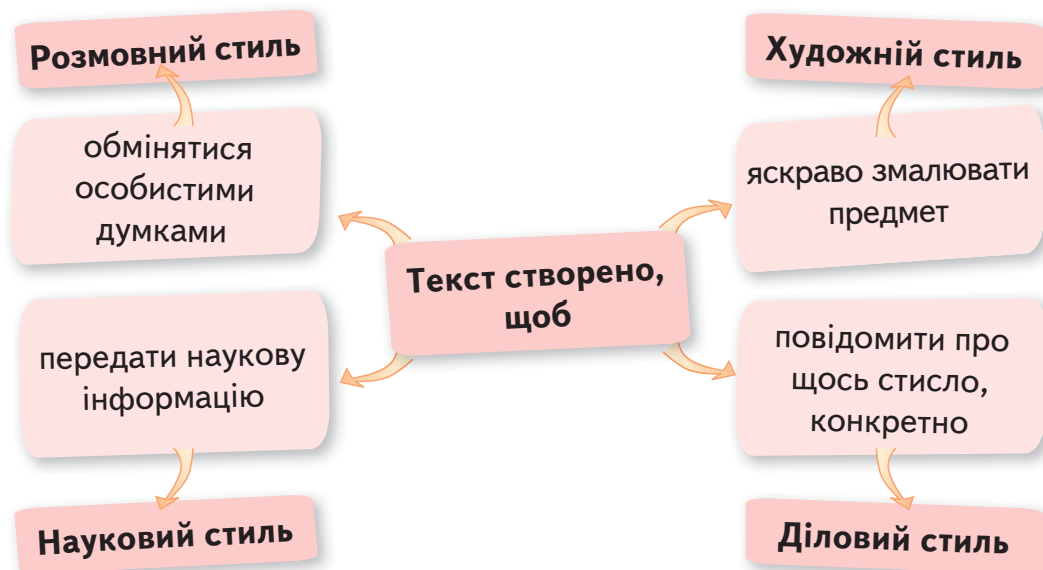 Розмовний стиль
обмінятися
особистими
думками
Художній стиль
яскраво змалювати
предмет
Текст створено,
щоб
передати наукову
інформацію
Науковий стиль
повідомити про
щось стисло,
конкретно
Діловий стиль